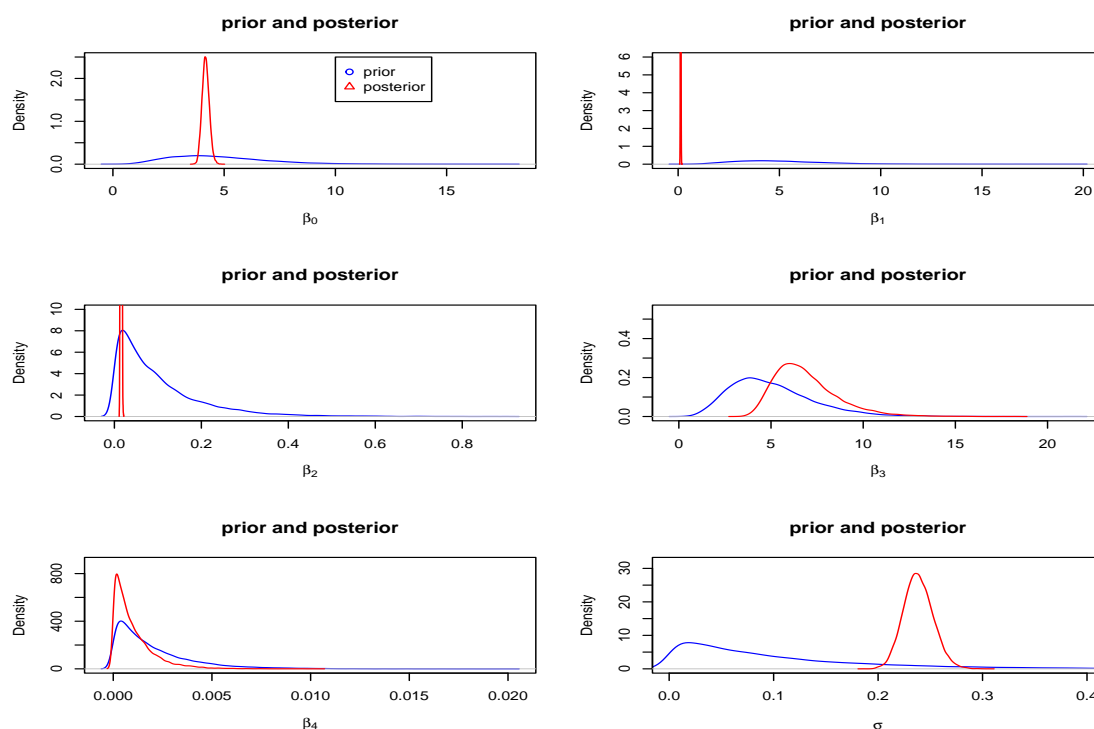 prior and posterior
Density
0.0 1.0 2.0
prior
posterior
0 5 10 15
β0
prior and posterior
Density
0 1 2 3 4 5 6
0 5 10 15 20
β1
prior and posterior
Density
0 2 4 6 8 10
0.0 0.2 0.4 0.6 0.8
β2
prior and posterior
Density
0.0 0.2 0.4
0 5 10 15 20
β3
prior and posterior
Density
0 400 800
0.000 0.005 0.010 0.015 0.020
β4
prior and posterior
Density
0 10 20 30
0.0 0.1 0.2 0.3 0.4
σ